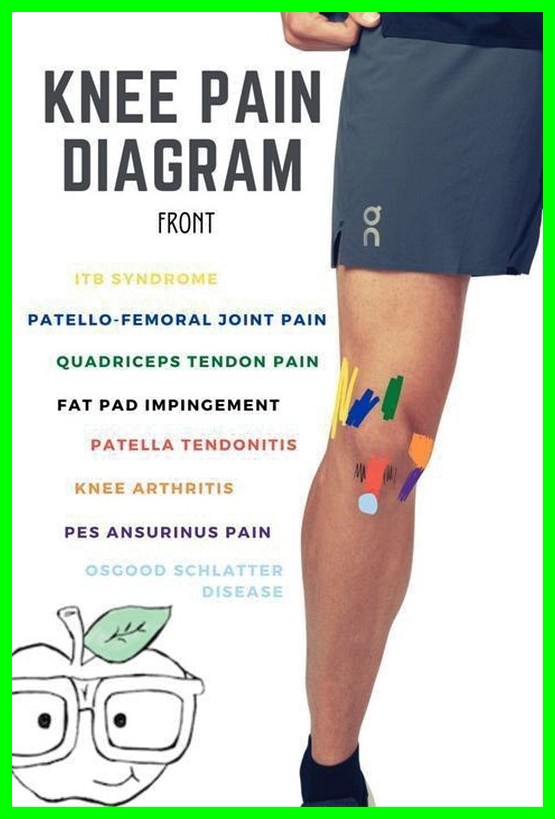 KNEE PAIN
DIAGRAM
FRONT
ITB SYNDROME
PATELLO-FEMORAL JOINT PAIN
QUADRICEPS TENDON PAIN
FAT PAD IMPINGEMENT
PATELLA TENDONITIS
KNEE ARTHRITIS
PES ANSURINUS PAIN
OSGOOD SCHLATTER
DISEASE
on